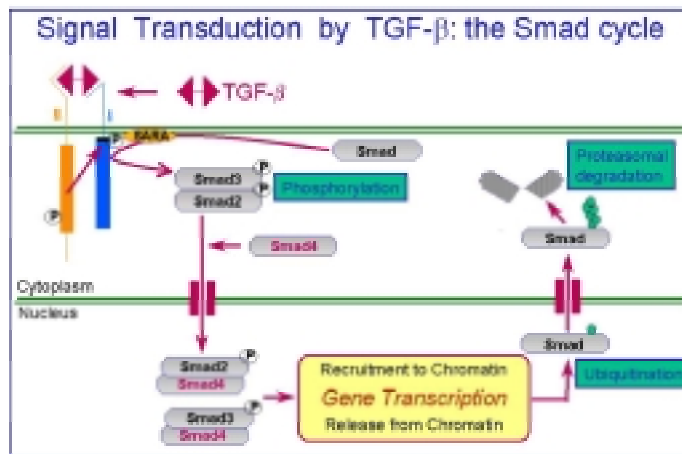 Signal Transduction by TGF-β: the Smad cycle
TGF-β
II
I
P
SARA
Smad
P
Smad3
P
Smad2
Phosphorylation
Proteasomal
degradation
P
Smad4
Smad
Cytoplasm
Nucleus
Smad
Smad2
P
Smad4
Smad3
P
Smad4
Recruitment to Chromatin
Gene Transcription
Release from Chromatin
Ubiquitination